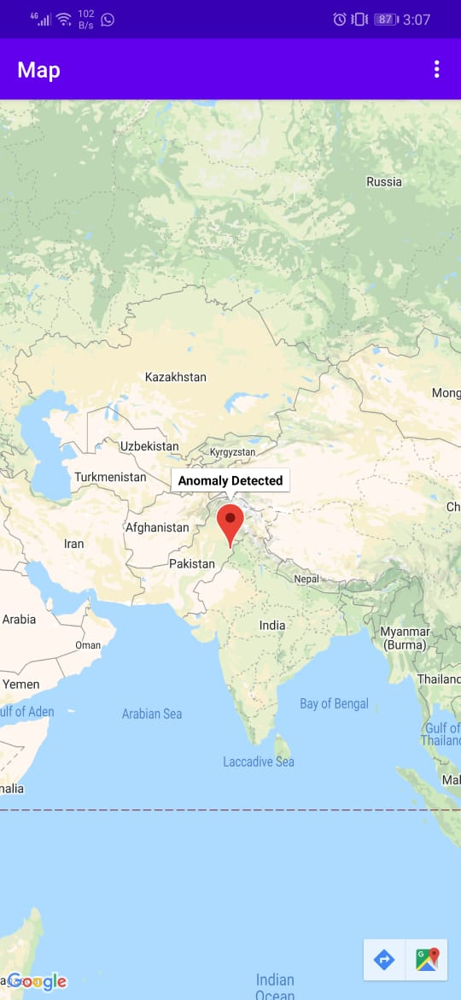 4G
102
B/s
87
3:07
Map
Russia
Kazakhstan
Mong
Uzbekistan
Kyrgyzstan
Turkmenistan
Anomaly Detected
Ch
Afghanistan
Iran
Pakistan
Nepal
Arabia
India
Myanmar
(Burma)
Oman
Thailand
Yemen
ulf of Aden
Arabian Sea
Bay of Bengal
Gulf of
Thailand
Laccadive Sea
Mal
nalia
G
Google
Indian
Ocean